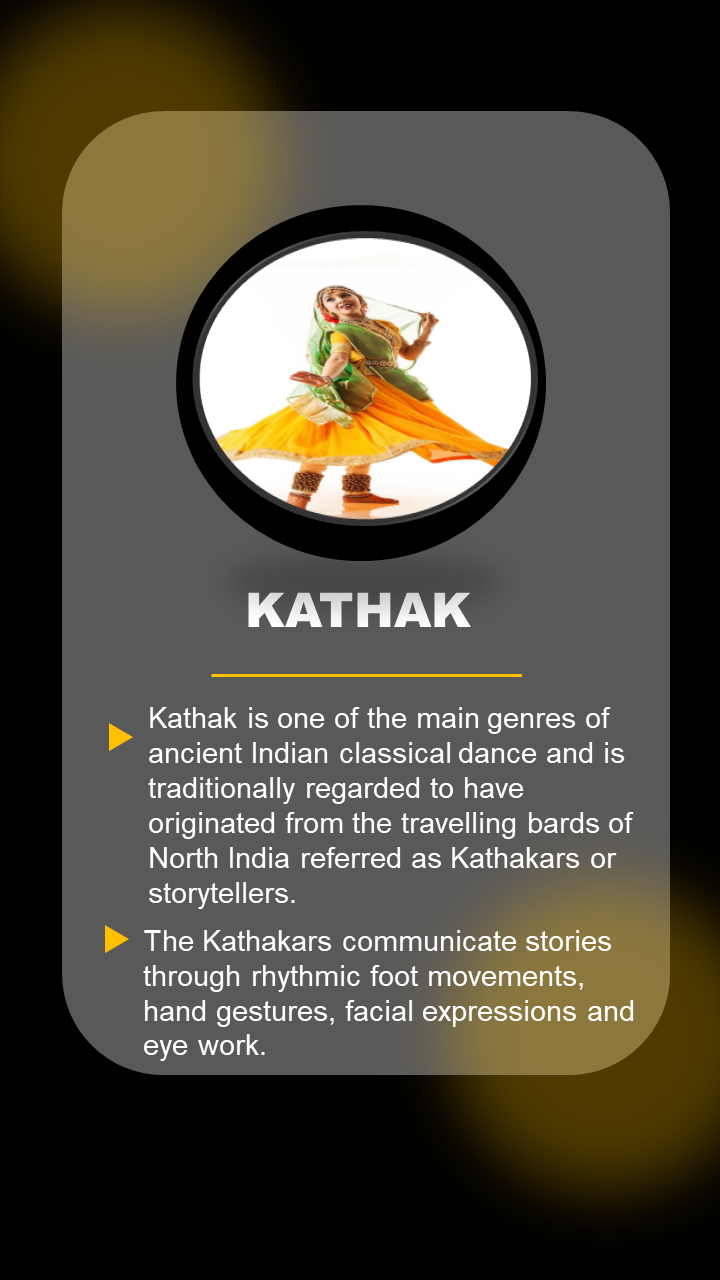 KATHAK
Kathak is one of the main genres of
ancient Indian classical dance and is
traditionally regarded to have
originated from the travelling bards of
North India referred as Kathakars or
storytellers.
The Kathakars communicate stories
through rhythmic foot movements,
hand gestures, facial expressions and
eye work.